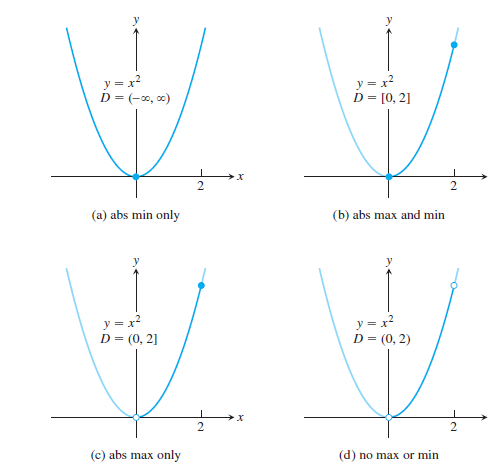 y
y = x²
D = (−∞, ∞)
2
x
(a) abs min only
y
y = x²
D = [0, 2]
2
(b) abs max and min
y
y = x²
D = (0, 2]
2
x
(c) abs max only
y
y = x²
D = (0, 2)
2
(d) no max or min